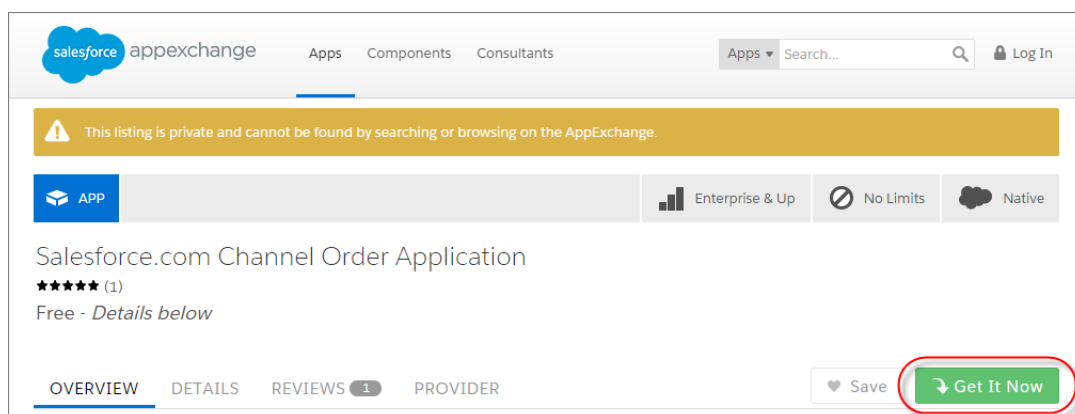 salesforce appexchange Apps Components Consultants Apps Search... Log In
This listing is private and cannot be found by searching or browsing on the AppExchange.
APP Enterprise & Up No Limits Native
Salesforce.com Channel Order Application
★★★★★ (1)
Free - Details below
OVERVIEW DETAILS REVIEWS 1 PROVIDER Save Get It Now